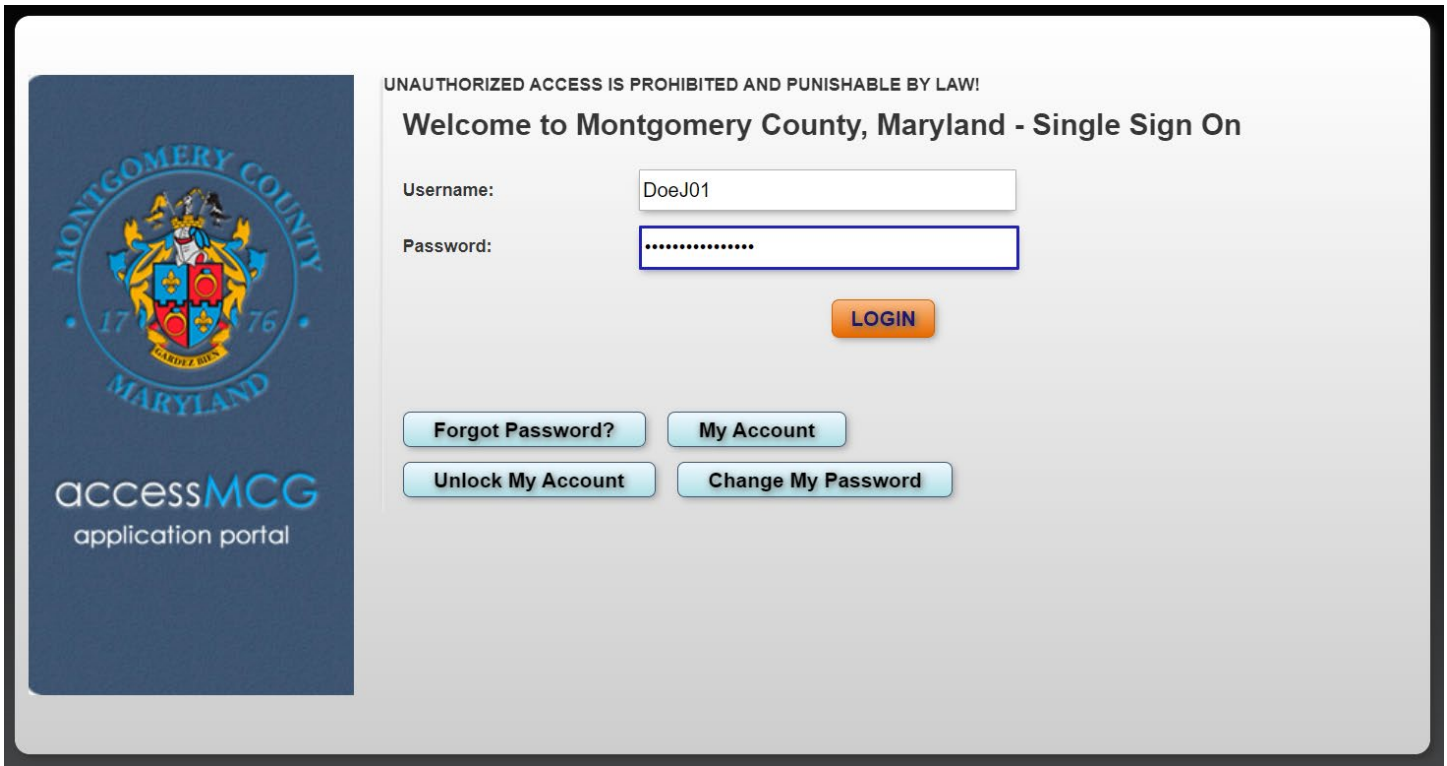 UNAUTHORIZED ACCESS IS PROHIBITED AND PUNISHABLE BY LAW!
Welcome to Montgomery County, Maryland - Single Sign On
Username:
DoeJ01
Password:
••••••••••••••••
LOGIN
Forgot Password?
My Account
Unlock My Account
Change My Password
MONTGOMERY COUNTY
17 76
GARDEZ BIEN
MARYLAND
accessMCG
application portal